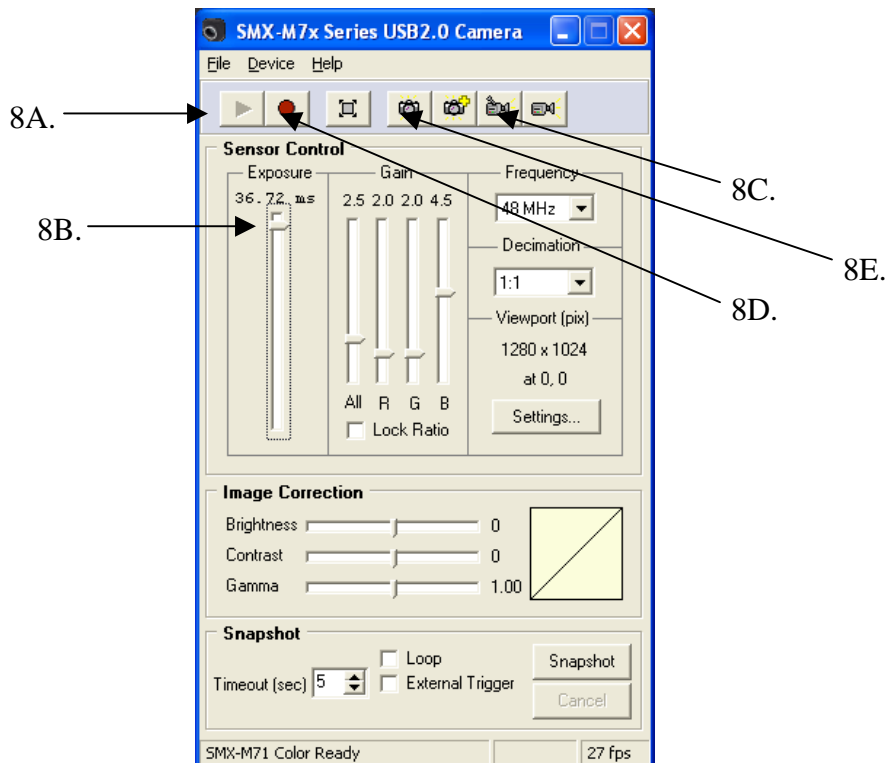 SMX-M7x Series USB2.0 Camera
File Device Help
8A.
Sensor Control
Exposure
Gain
Frequency
36.72 ms
2.5 2.0 2.0 4.5
48 MHz
8C.
8B.
Decimation
8E.
1:1
8D.
Viewport (pix)
1280 x 1024
at 0, 0
All R G B
Settings...
Lock Ratio
Image Correction
Brightness 0
Contrast 0
Gamma 1.00
Snapshot
Loop
Snapshot
Timeout (sec) 5
External Trigger
Cancel
SMX-M71 Color Ready
27 fps